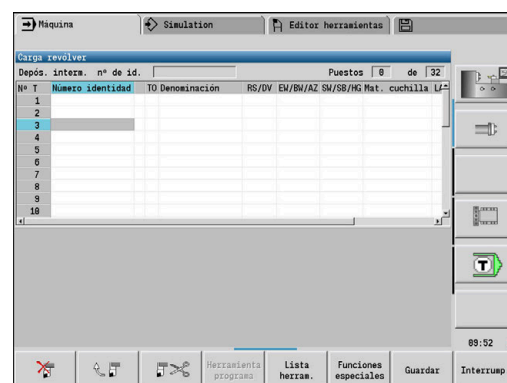 Máquina
Simulation
Editor herramientas
Carga revólver
Depós. interm. nº de id.
Puestos 0 de 32
Nº T Número identidad TO Denominación RS/DV EW/BW/AZ SW/SB/HG Mat. cuchilla
1
2
3
4
5
6
7
8
9
10
T
09:52
Herramienta programa
Lista herram.
Funciones especiales
Guardar
Interrump